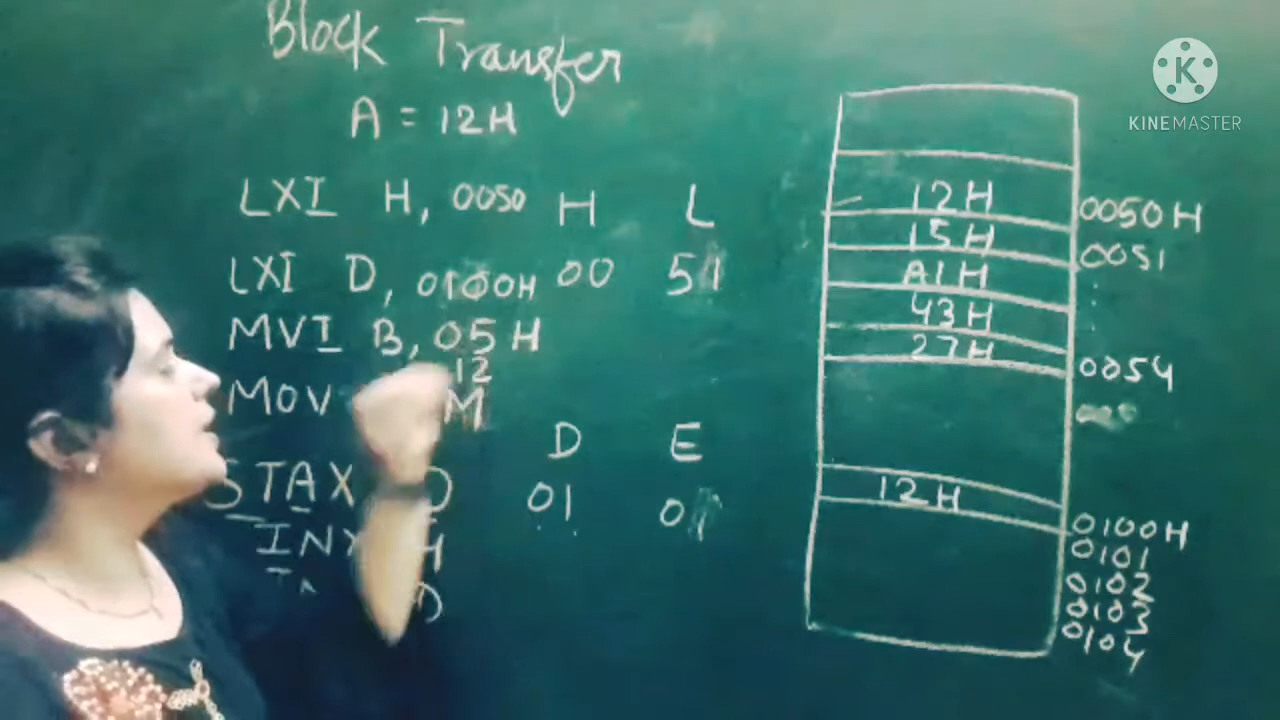 Block Transfer
A = 12H
LXI H, 0050 H L
LXI D, 0100H 00 51
MVI B, 05H
12
MOV M
D E
STAX D 01 01
INX H
D
KINEMASTER
12H 0050H
15H 0051
A1H
43H
27H 0054
12H
0100H
0101
0102
0103
0104